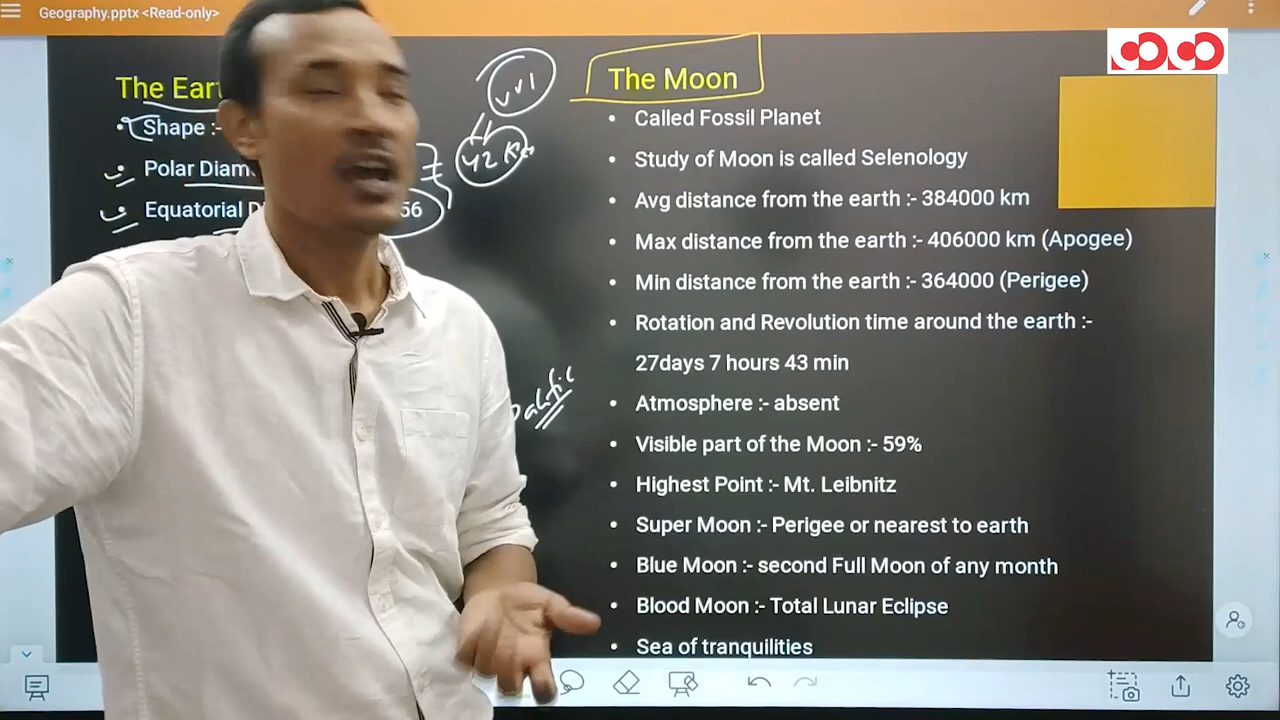 Geography.pptx <Read-only>
The Ear
• Shape :-
• Polar Diam
• Equatorial D 56
VVI
42 Km
The Moon
• Called Fossil Planet
• Study of Moon is called Selenology
• Avg distance from the earth :- 384000 km
• Max distance from the earth :- 406000 km (Apogee)
• Min distance from the earth :- 364000 (Perigee)
• Rotation and Revolution time around the earth :-
27days 7 hours 43 min
• Atmosphere :- absent
• Visible part of the Moon :- 59%
• Highest Point :- Mt. Leibnitz
• Super Moon :- Perigee or nearest to earth
• Blue Moon :- second Full Moon of any month
• Blood Moon :- Total Lunar Eclipse
• Sea of tranquilities